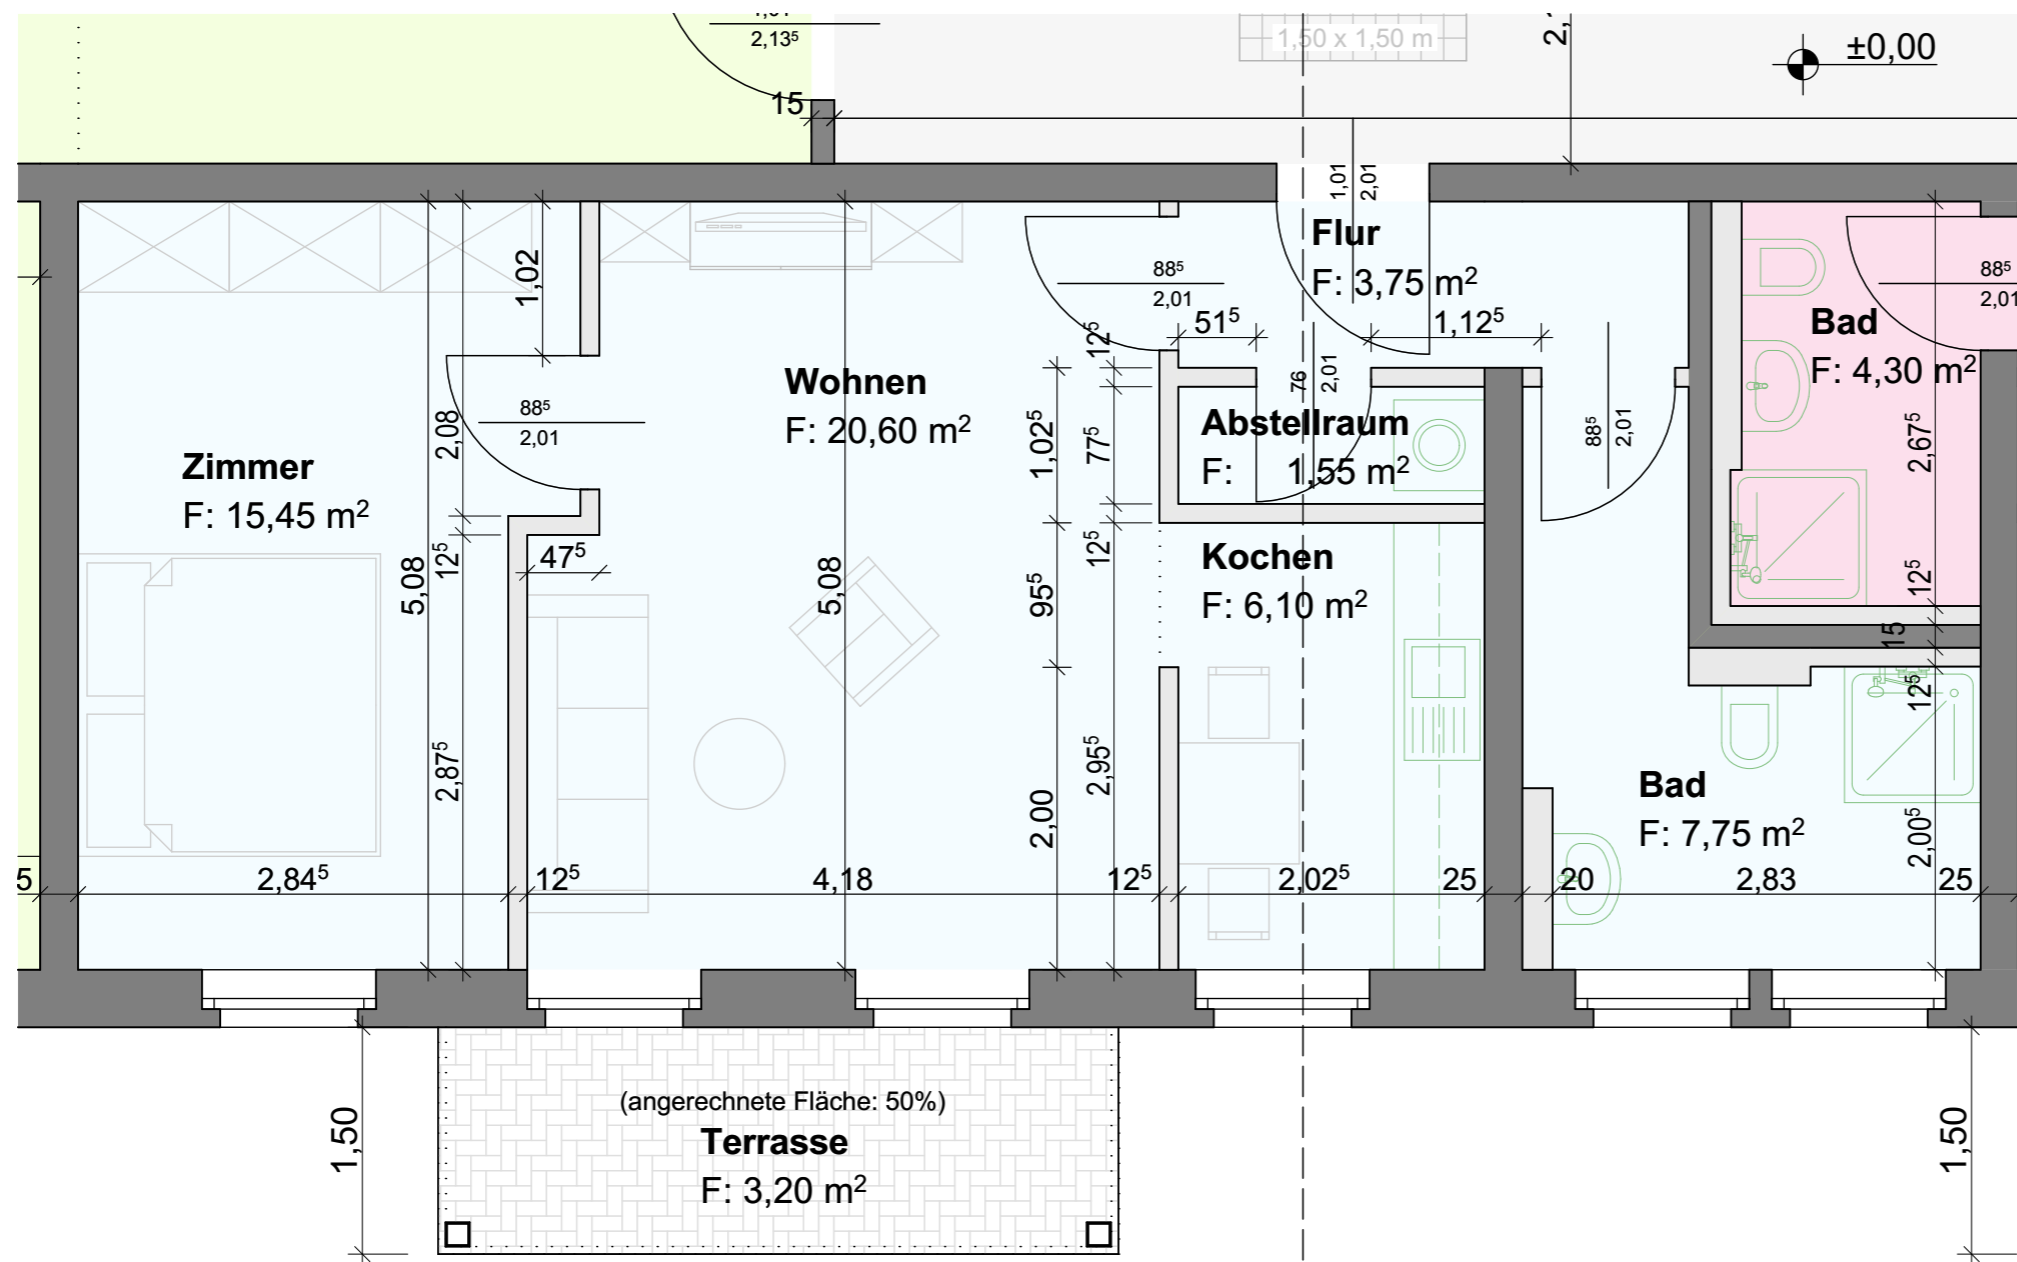 2,13⁵
1,50 x 1,50 m
2,
±0,00
15
1,01
2,01
Flur
F: 3,75 m²
1,02
88⁵
2,01
88⁵
2,01
51⁵
1,12⁵
12⁵
Bad
F: 4,30 m²
Wohnen
F: 20,60 m²
76
2,01
88⁵
2,01
2,08
88⁵
2,01
Abstellraum
F: 1,55 m²
1,02⁵
77⁵
2,67⁵
Zimmer
F: 15,45 m²
12⁵
47⁵
5,08
5,08
95⁵
12⁵
Kochen
F: 6,10 m²
12⁵
15
12⁵
2,87⁵
2,95⁵
2,00
Bad
F: 7,75 m²
2,00⁵
5
2,84⁵
12⁵
4,18
12⁵
2,02⁵
25
20
2,83
25
(angerechnete Fläche: 50%)
Terrasse
F: 3,20 m²
1,50
1,50